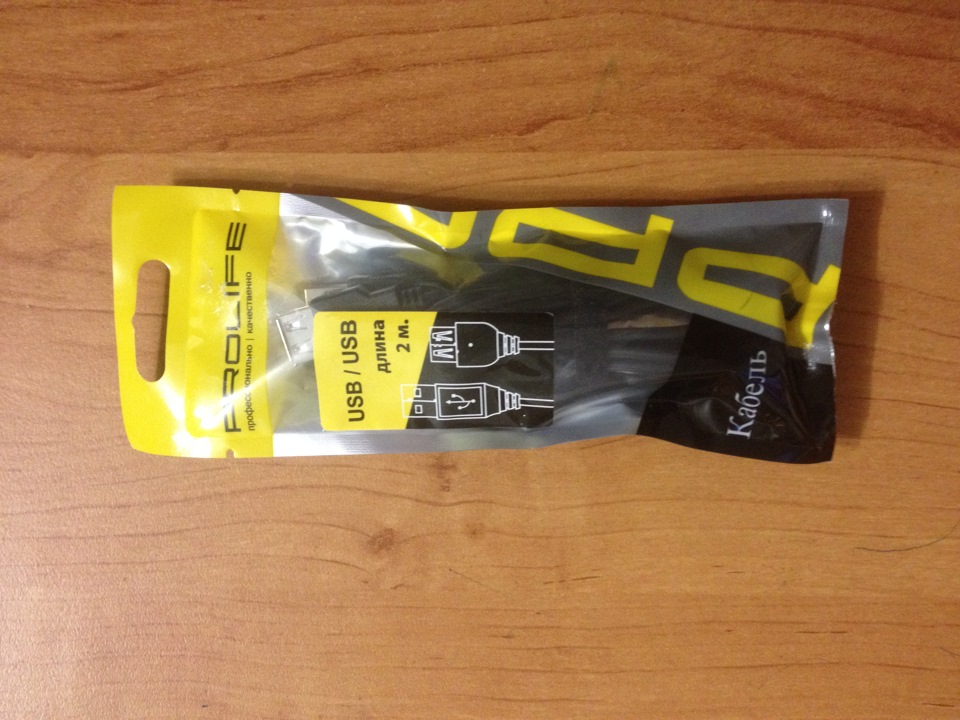 PROLIFE
профессионально | качественно
USB / USB
длина
2 м.
Кабель